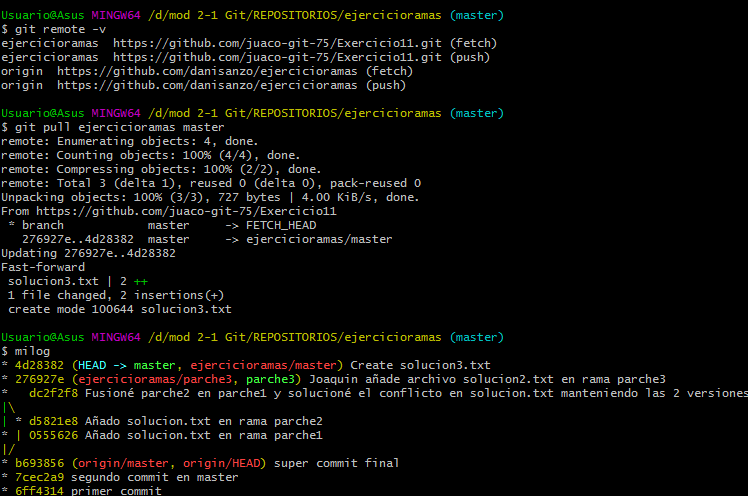 Usuario@Asus MINGW64 /d/mod 2-1 Git/REPOSITORIOS/ejercicioramas (master)
$ git remote -v
ejercicioramas  https://github.com/juaco-git-75/Exercicio11.git (fetch)
ejercicioramas  https://github.com/juaco-git-75/Exercicio11.git (push)
origin  https://github.com/danisanzo/ejercicioramas (fetch)
origin  https://github.com/danisanzo/ejercicioramas (push)
Usuario@Asus MINGW64 /d/mod 2-1 Git/REPOSITORIOS/ejercicioramas (master)
$ git pull ejercicioramas master
remote: Enumerating objects: 4, done.
remote: Counting objects: 100% (4/4), done.
remote: Compressing objects: 100% (2/2), done.
remote: Total 3 (delta 1), reused 0 (delta 0), pack-reused 0
Unpacking objects: 100% (3/3), 727 bytes | 4.00 KiB/s, done.
From https://github.com/juaco-git-75/Exercicio11
 * branch            master     -> FETCH_HEAD
   276927e..4d28382  master     -> ejercicioramas/master
Updating 276927e..4d28382
Fast-forward
 solucion3.txt | 2 ++
 1 file changed, 2 insertions(+)
 create mode 100644 solucion3.txt
Usuario@Asus MINGW64 /d/mod 2-1 Git/REPOSITORIOS/ejercicioramas (master)
$ milog
* 4d28382 (HEAD -> master, ejercicioramas/master) Create solucion3.txt
* 276927e (ejercicioramas/parche3, parche3) Joaquin añade archivo solucion2.txt en rama parche3
*   dc2f2f8 Fusioné parche2 en parche1 y solucioné el conflicto en solucion.txt manteniendo las 2 versiones
|\
| * d5821e8 Añado solucion.txt en rama parche2
* | 0555626 Añado solucion.txt en rama parche1
|/
* b693856 (origin/master, origin/HEAD) super commit final
* 7cec2a9 segundo commit en master
* 6ff4314 primer commit